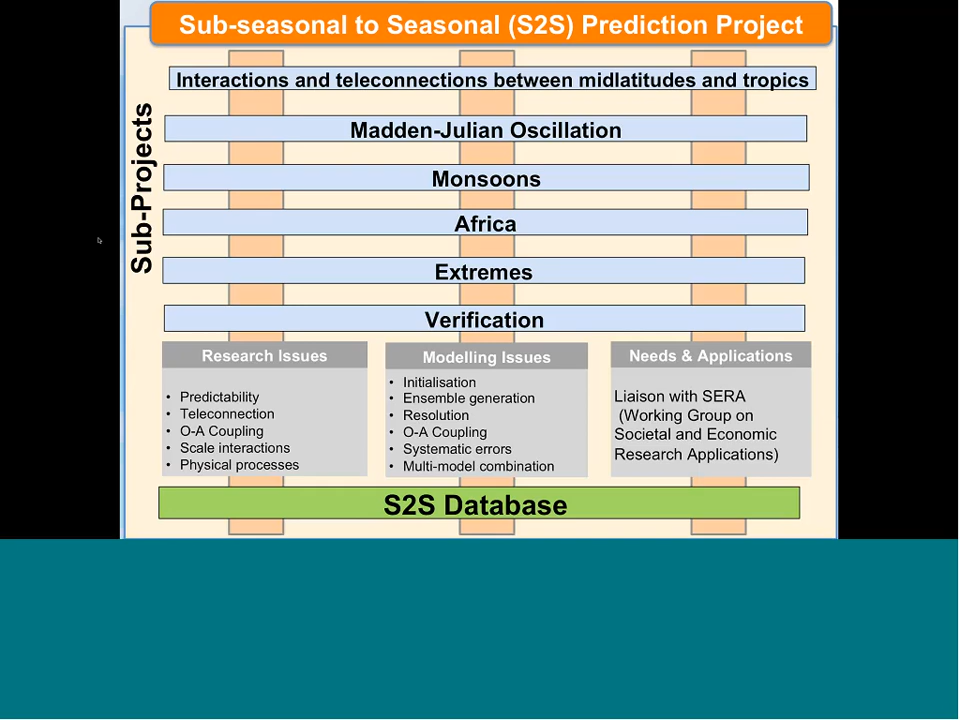 Sub-seasonal to Seasonal (S2S) Prediction Project
Sub-Projects
Interactions and teleconnections between midlatitudes and tropics
Madden-Julian Oscillation
Monsoons
Africa
Extremes
Verification
Research Issues
• Predictability
• Teleconnection
• O-A Coupling
• Scale interactions
• Physical processes
Modelling Issues
• Initialisation
• Ensemble generation
• Resolution
• O-A Coupling
• Systematic errors
• Multi-model combination
Needs & Applications
Liaison with SERA
(Working Group on
Societal and Economic
Research Applications)
S2S Database